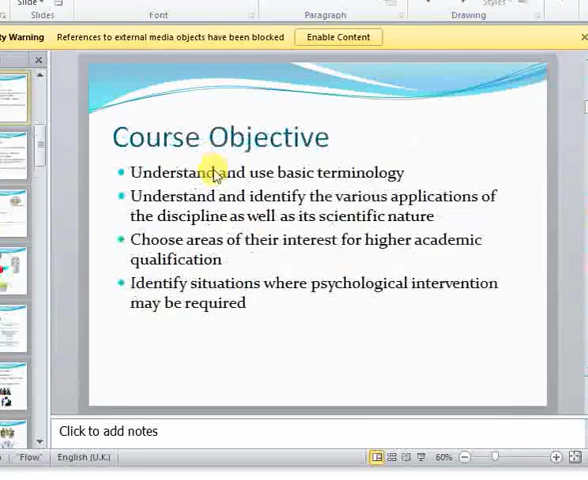 Slide
Slides
Font
Paragraph
Drawing
Styles
ty Warning References to external media objects have been blocked Enable Content
Course Objective
Understand and use basic terminology
Understand and identify the various applications of
the discipline as well as its scientific nature
Choose areas of their interest for higher academic
qualification
Identify situations where psychological intervention
may be required
Click to add notes
"Flow" English (U.K.) 60%